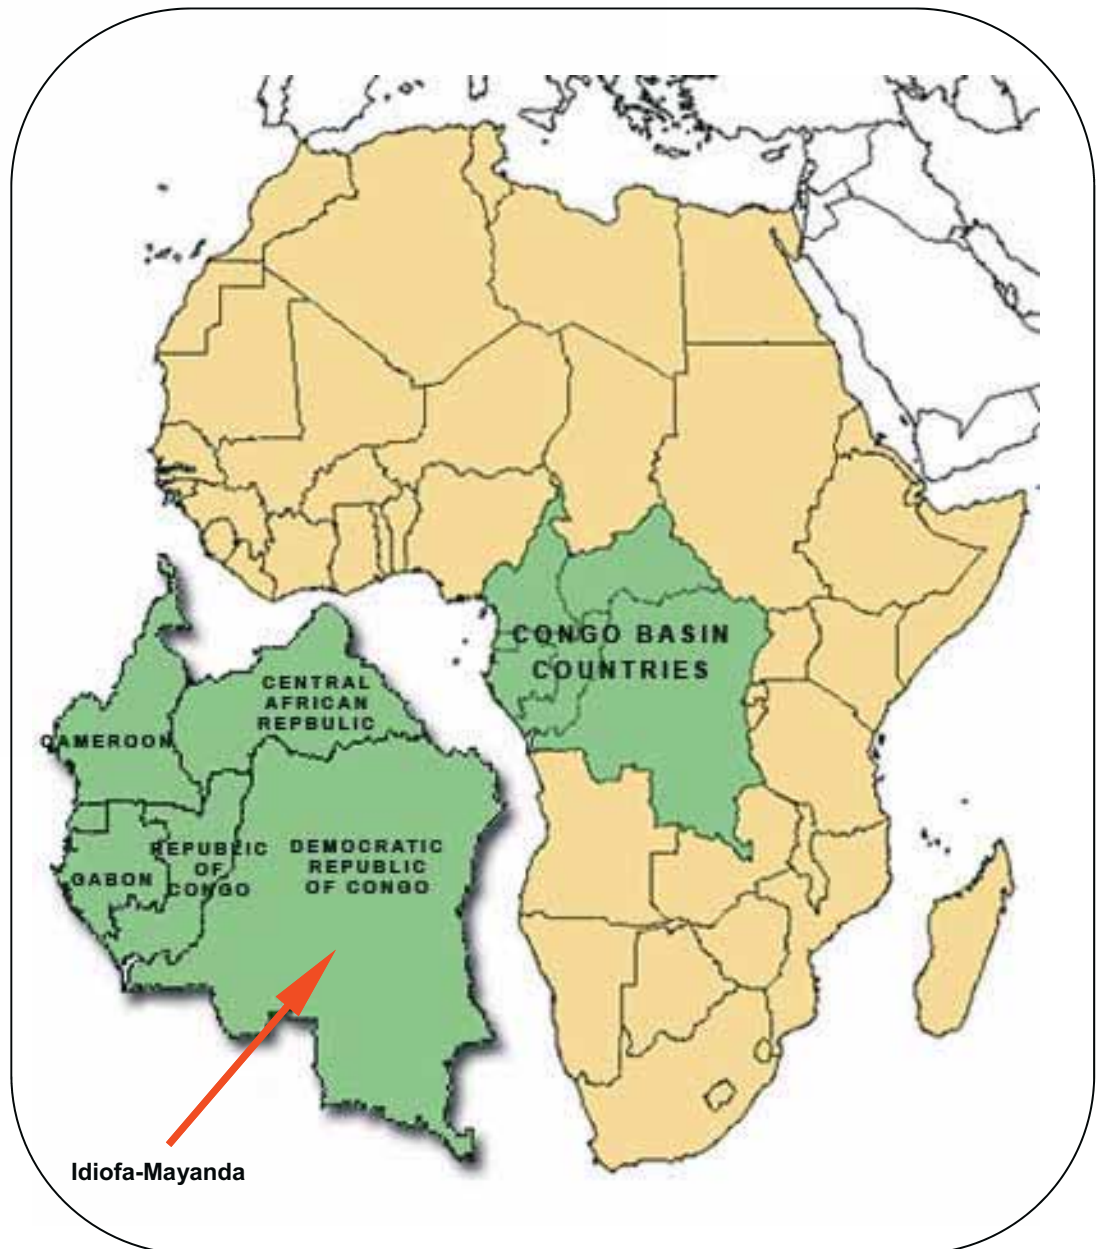 CONGO BASIN
COUNTRIES
CENTRAL
AFRICAN
REPBULIC
CAMEROON
REPUBLIC
OF
CONGO
DEMOCRATIC
REPUBLIC
OF CONGO
GABON
Idiofa-Mayanda